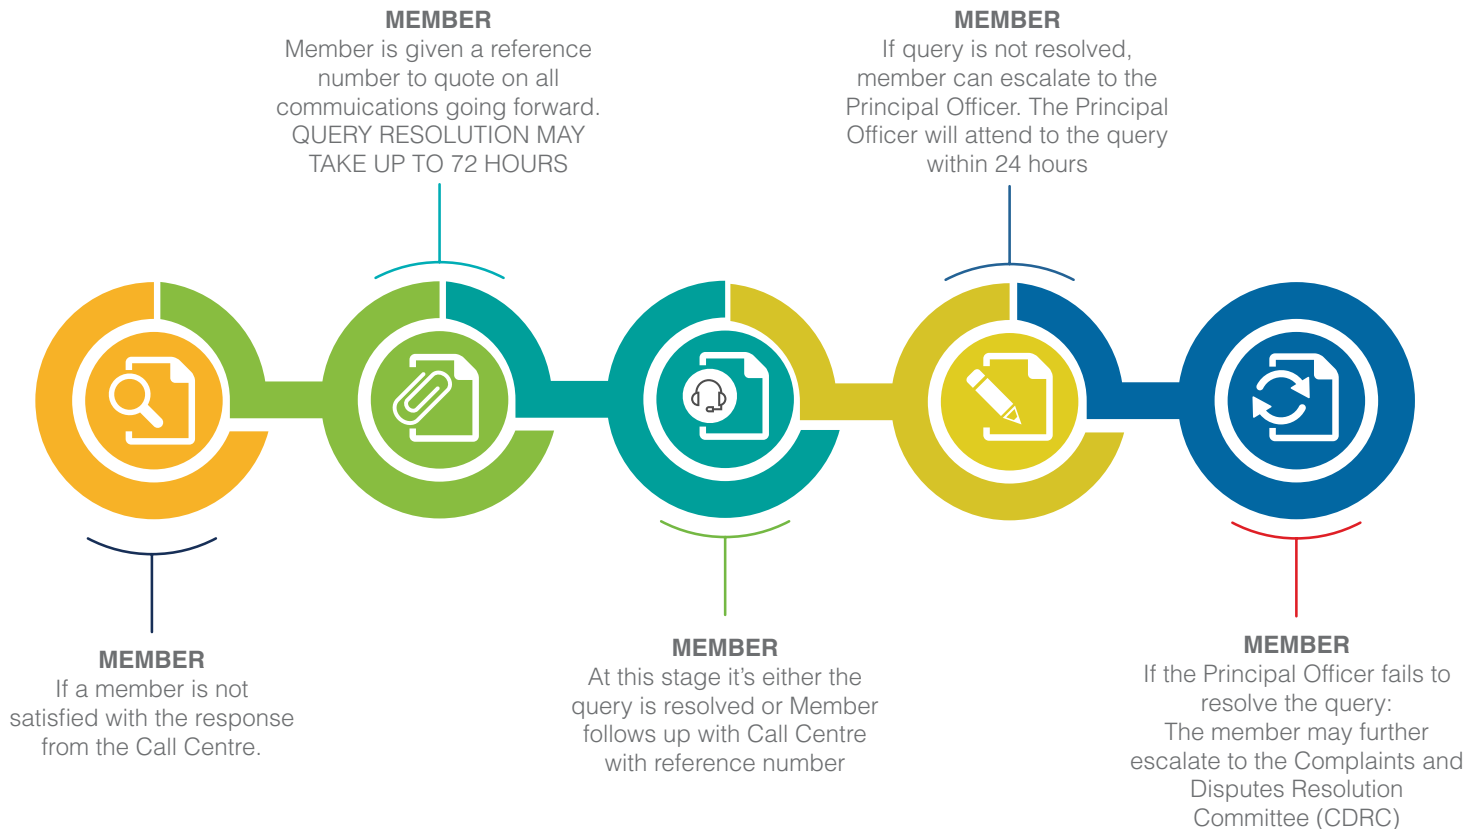 MEMBER
Member is given a reference
number to quote on all
commuications going forward.
QUERY RESOLUTION MAY
TAKE UP TO 72 HOURS
MEMBER
If query is not resolved,
member can escalate to the
Principal Officer. The Principal
Officer will attend to the query
within 24 hours
MEMBER
If a member is not
satisfied with the response
from the Call Centre.
MEMBER
At this stage it’s either the
query is resolved or Member
follows up with Call Centre
with reference number
MEMBER
If the Principal Officer fails to
resolve the query:
The member may further
escalate to the Complaints and
Disputes Resolution
Committee (CDRC)